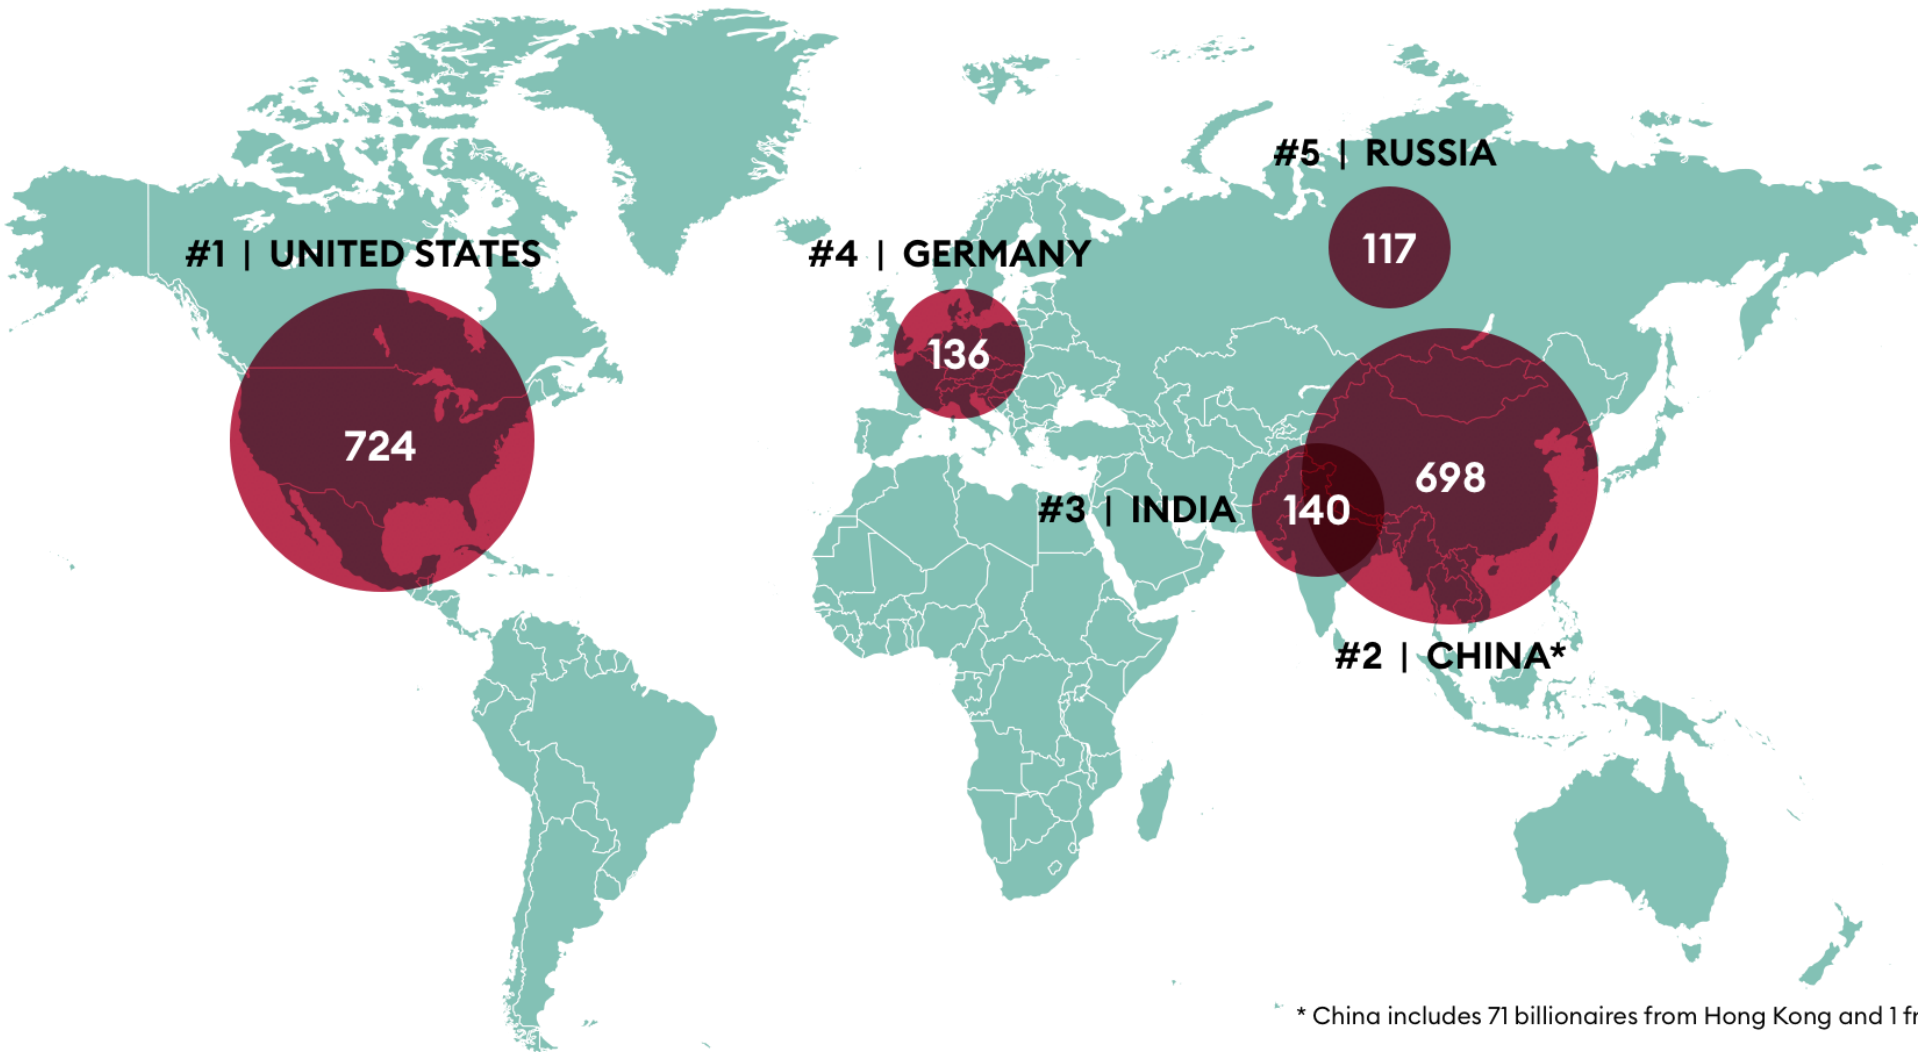 #5 | RUSSIA
117
#1 | UNITED STATES
724
#4 | GERMANY
136
#3 | INDIA
140
698
#2 | CHINA*
* China includes 71 billionaires from Hong Kong and 1 fr